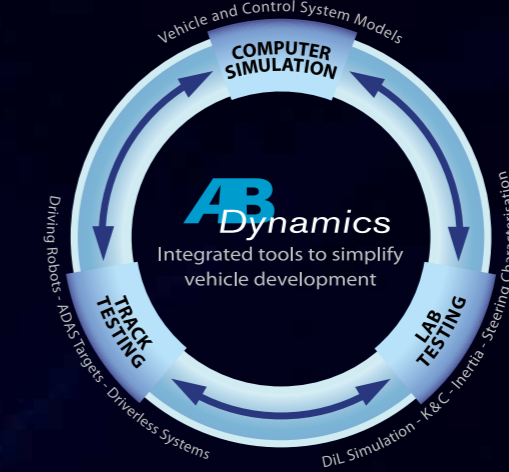 Vehicle and Control System Models
COMPUTER
SIMULATION
AB
Dynamics
Integrated tools to simplify
vehicle development
TRACK
TESTING
LAB
TESTING
Driving Robots - ADAS Targets - Driverless Systems
DiL Simulation - K&C - Inertia - Steering Characterisation